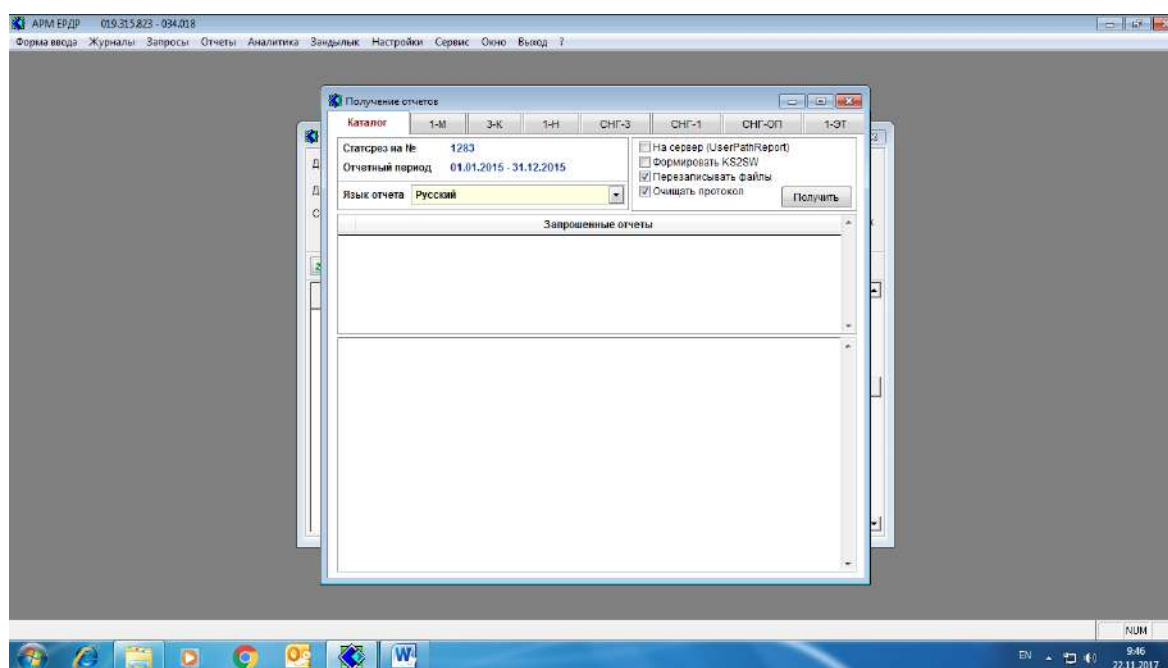 АРМ ЕРДР 019.315.823 - 034.018
Форма ввода Журналы Запросы Отчеты Аналитика Заңдылык Настройки Сервис Окно Выход ?
Получение отчетов
Каталог 1-М 3-К 1-Н СНГ-3 СНГ-1 СНГ-ОП 1-ЭТ
Статсрез на № 1283
Отчетный период 01.01.2015 - 31.12.2015
Язык отчета Русский
На сервер (UserPathReport)
Формировать KS2SW
Перезаписывать файлы
Очищать протокол
Получить
Запрошенные отчеты
NUM
EN
9:46
22.11.2017